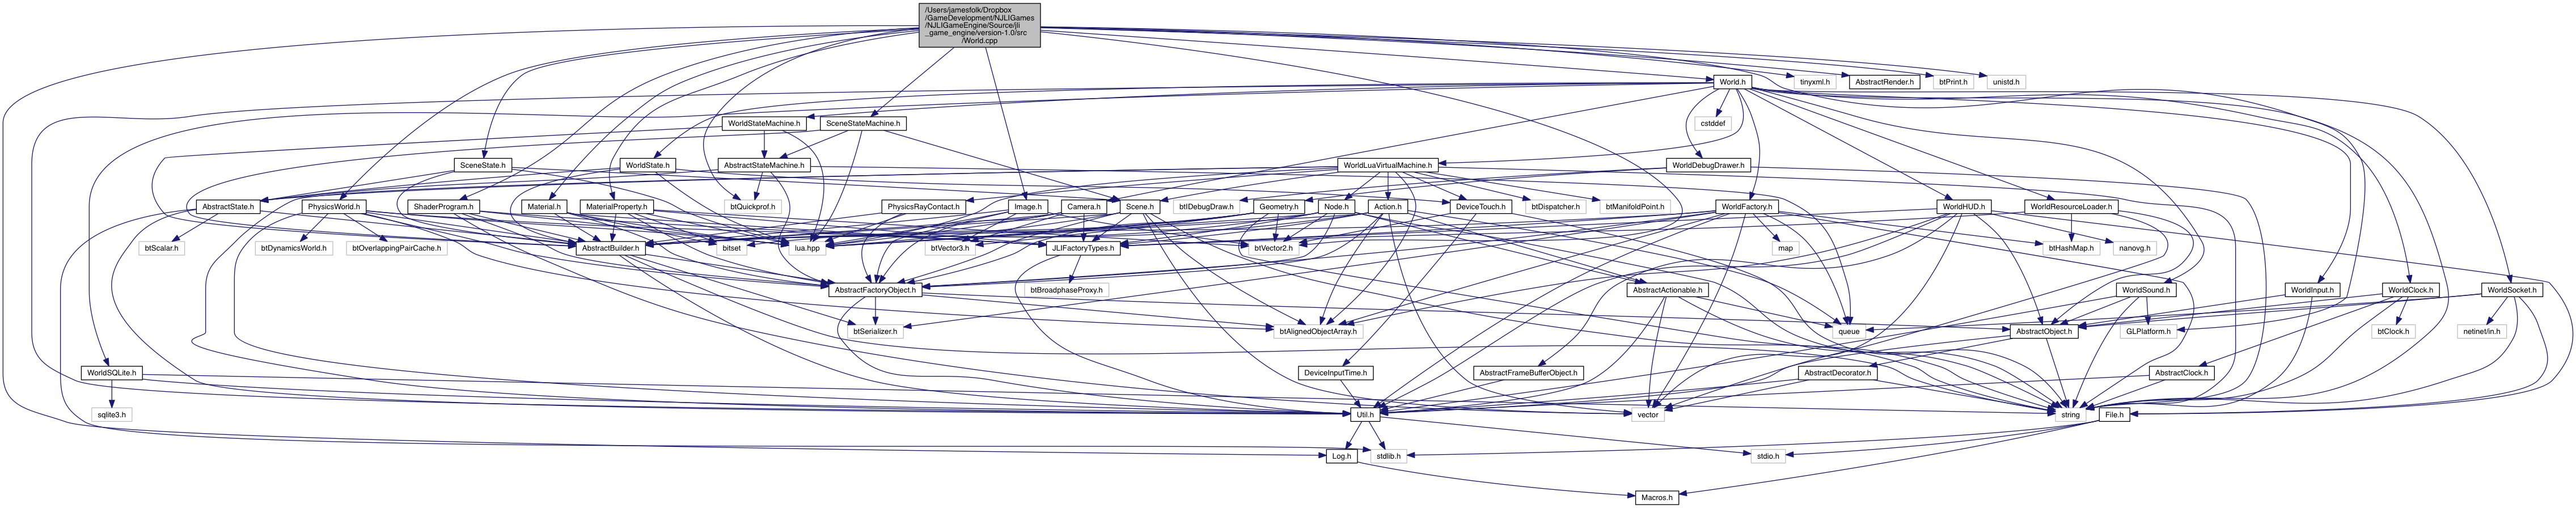 /Users/jamesfolk/Dropbox
/GameDevelopment/NJLIGames
/NJLIGameEngine/Source/jli
_game_engine/version-1.0/src
/World.cpp
World.h
tinyxml.h
AbstractRender.h
btPrint.h
unistd.h
WorldStateMachine.h
SceneStateMachine.h
cstddef
SceneState.h
WorldState.h
AbstractStateMachine.h
WorldLuaVirtualMachine.h
WorldDebugDrawer.h
AbstractState.h
PhysicsWorld.h
ShaderProgram.h
Material.h
MaterialProperty.h
btQuickprof.h
PhysicsRayContact.h
Image.h
Camera.h
Scene.h
btIDebugDraw.h
Geometry.h
Node.h
Action.h
DeviceTouch.h
btDispatcher.h
btManifoldPoint.h
WorldFactory.h
WorldHUD.h
WorldResourceLoader.h
btScalar.h
btDynamicsWorld.h
btOverlappingPairCache.h
AbstractBuilder.h
bitset
lua.hpp
btVector3.h
JLIFactoryTypes.h
btVector2.h
map
btHashMap.h
nanovg.h
AbstractFactoryObject.h
btBroadphaseProxy.h
AbstractActionable.h
WorldSound.h
WorldInput.h
WorldClock.h
WorldSocket.h
btSerializer.h
btAlignedObjectArray.h
queue
AbstractObject.h
GLPlatform.h
btClock.h
netinet/in.h
WorldSQLite.h
DeviceInputTime.h
AbstractFrameBufferObject.h
AbstractDecorator.h
AbstractClock.h
sqlite3.h
Util.h
vector
string
File.h
Log.h
stdlib.h
stdio.h
Macros.h